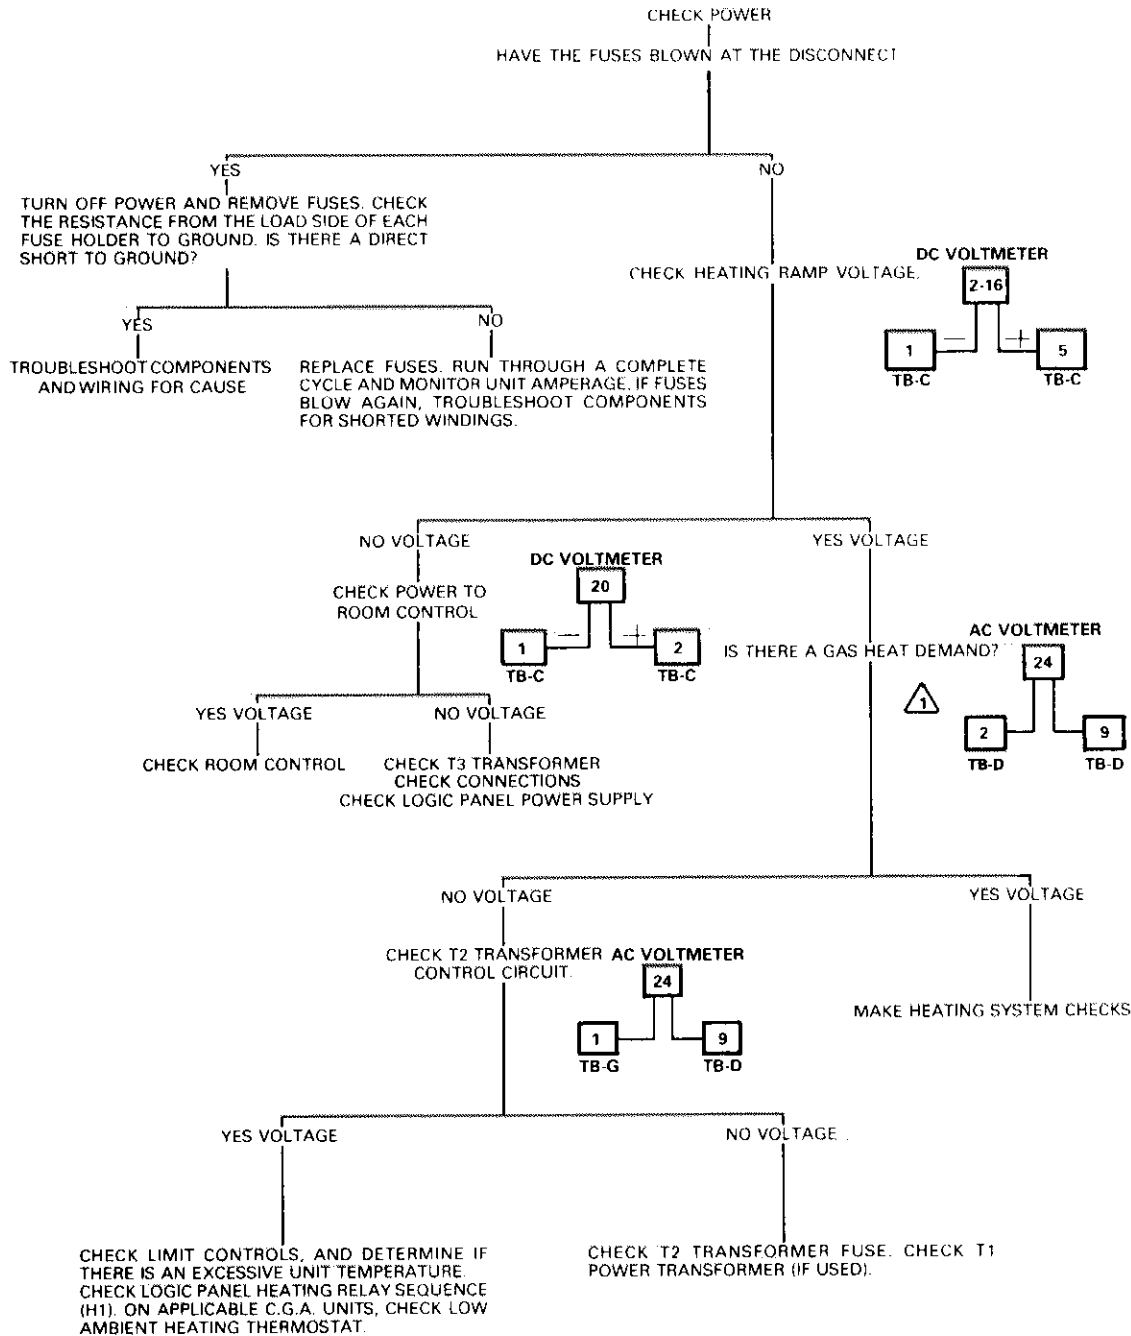 CHECK POWER
HAVE THE FUSES BLOWN AT THE DISCONNECT
YES
NO
TURN OFF POWER AND REMOVE FUSES. CHECK
THE RESISTANCE FROM THE LOAD SIDE OF EACH
FUSE HOLDER TO GROUND. IS THERE A DIRECT
SHORT TO GROUND?
CHECK HEATING RAMP VOLTAGE.
DC VOLTMETER
2-16
1
5
TB-C
TB-C
YES
NO
TROUBLESHOOT COMPONENTS
AND WIRING FOR CAUSE
REPLACE FUSES. RUN THROUGH A COMPLETE
CYCLE AND MONITOR UNIT AMPERAGE. IF FUSES
BLOW AGAIN, TROUBLESHOOT COMPONENTS
FOR SHORTED WINDINGS.
NO VOLTAGE
YES VOLTAGE
CHECK POWER TO
ROOM CONTROL
DC VOLTMETER
20
1
2
TB-C
TB-C
IS THERE A GAS HEAT DEMAND?
AC VOLTMETER
24
1
2
9
TB-D
TB-D
YES VOLTAGE
NO VOLTAGE
CHECK ROOM CONTROL
CHECK T3 TRANSFORMER
CHECK CONNECTIONS
CHECK LOGIC PANEL POWER SUPPLY
NO VOLTAGE
YES VOLTAGE
CHECK T2 TRANSFORMER
CONTROL CIRCUIT.
AC VOLTMETER
24
1
9
TB-G
TB-D
MAKE HEATING SYSTEM CHECKS
YES VOLTAGE
NO VOLTAGE
CHECK LIMIT CONTROLS, AND DETERMINE IF
THERE IS AN EXCESSIVE UNIT TEMPERATURE.
CHECK LOGIC PANEL HEATING RELAY SEQUENCE
(H1). ON APPLICABLE C.G.A. UNITS, CHECK LOW
AMBIENT HEATING THERMOSTAT.
CHECK T2 TRANSFORMER FUSE. CHECK T1
POWER TRANSFORMER (IF USED).